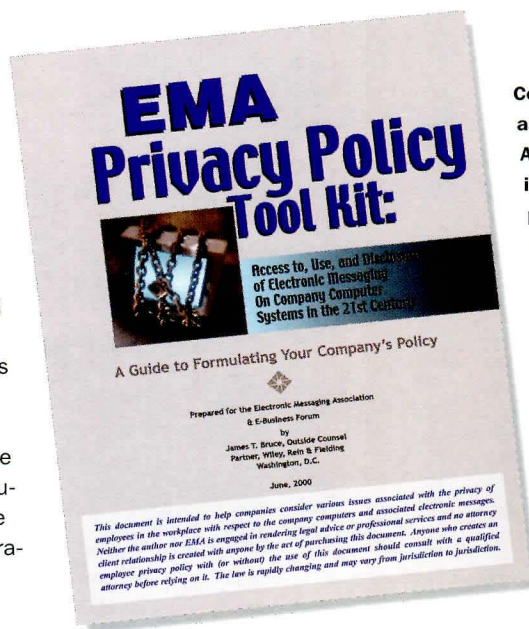 EMA
Privacy Policy
Tool Kit:
Access to, Use, and Disclosure
of Electronic Messaging
On Company Computer
Systems in the 21st Century
A Guide to Formulating Your Company's Policy
Prepared for the Electronic Messaging Association
& E-Business Forum
by
James T. Bruce, Outside Counsel
Partner, Wiley, Rein & Fielding
Washington, D.C.
June, 2000
This document is intended to help companies consider various issues associated with the privacy of
employees in the workplace with respect to the company computers and associated electronic messages.
Neither the author nor EMA is engaged in rendering legal advice or professional services and no attorney
client relationship is created with anyone by the act of purchasing this document. Anyone who creates an
employee privacy policy with (or without) the use of this document should consult with a qualified
attorney before relying on it. The law is rapidly changing and may vary from jurisdiction to jurisdiction.